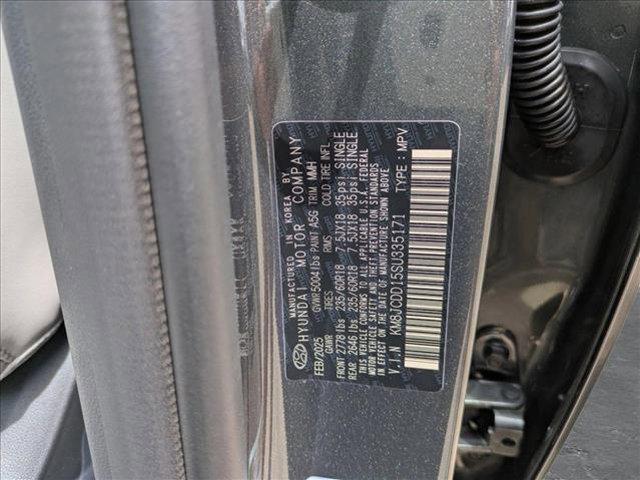 MANUFACTURED IN KOREA BY
HYUNDAI MOTOR COMPANY
FEB/2025 GVWR 5004 lbs PAINT A5G TRIM MMH
GAWR TIRES RIMS COLD TIRE INFL.
FRONT 2778 lbs 235/60R18 7.5JX18 35psi SINGLE
REAR 2646 lbs 235/60R18 7.5JX18 35psi SINGLE
THIS VEHICLE CONFORMS TO ALL APPLICABLE U.S.A. FEDERAL
MOTOR VEHICLE SAFETY AND THEFT PREVENTION STANDARDS
IN EFFECT ON THE DATE OF MANUFACTURE SHOWN ABOVE
V.I.N KM8JCDD15SU335171 TYPE : MPV